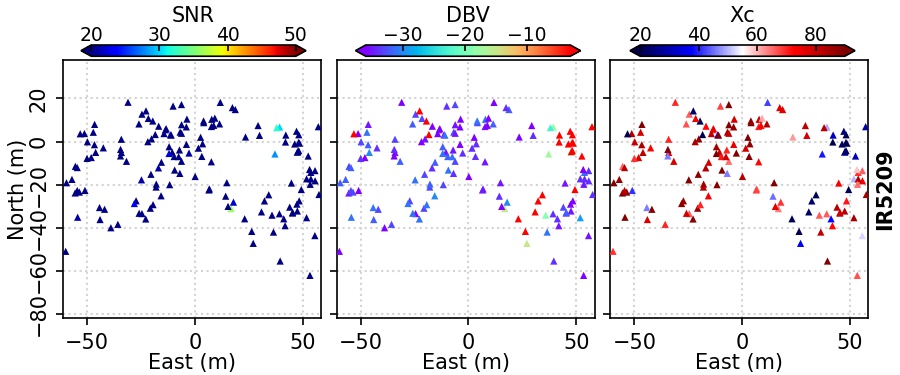 SNR DBV Xc
20 30 40 50 −30 −20 −10 20 40 60 80
20
0
−20
−40
−60
−80
North (m)
−50 0 50 −50 0 50 −50 0 50
East (m) East (m) East (m)
IR5209